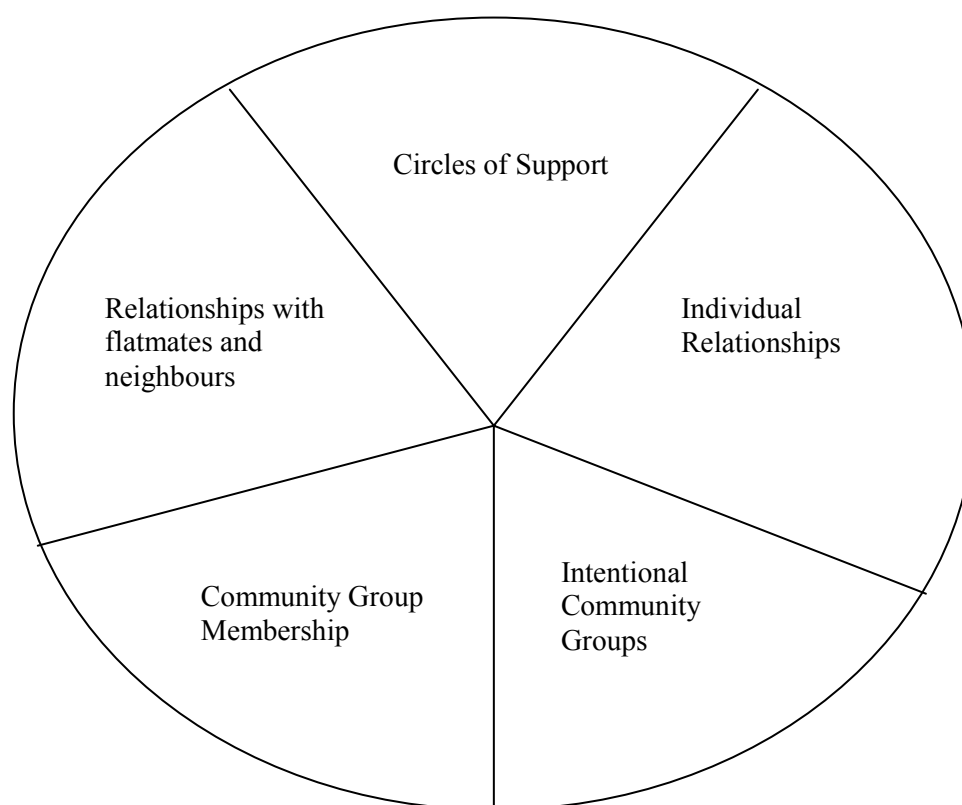 Circles of Support
Relationships with
flatmates and
neighbours
Individual
Relationships
Community Group
Membership
Intentional
Community
Groups